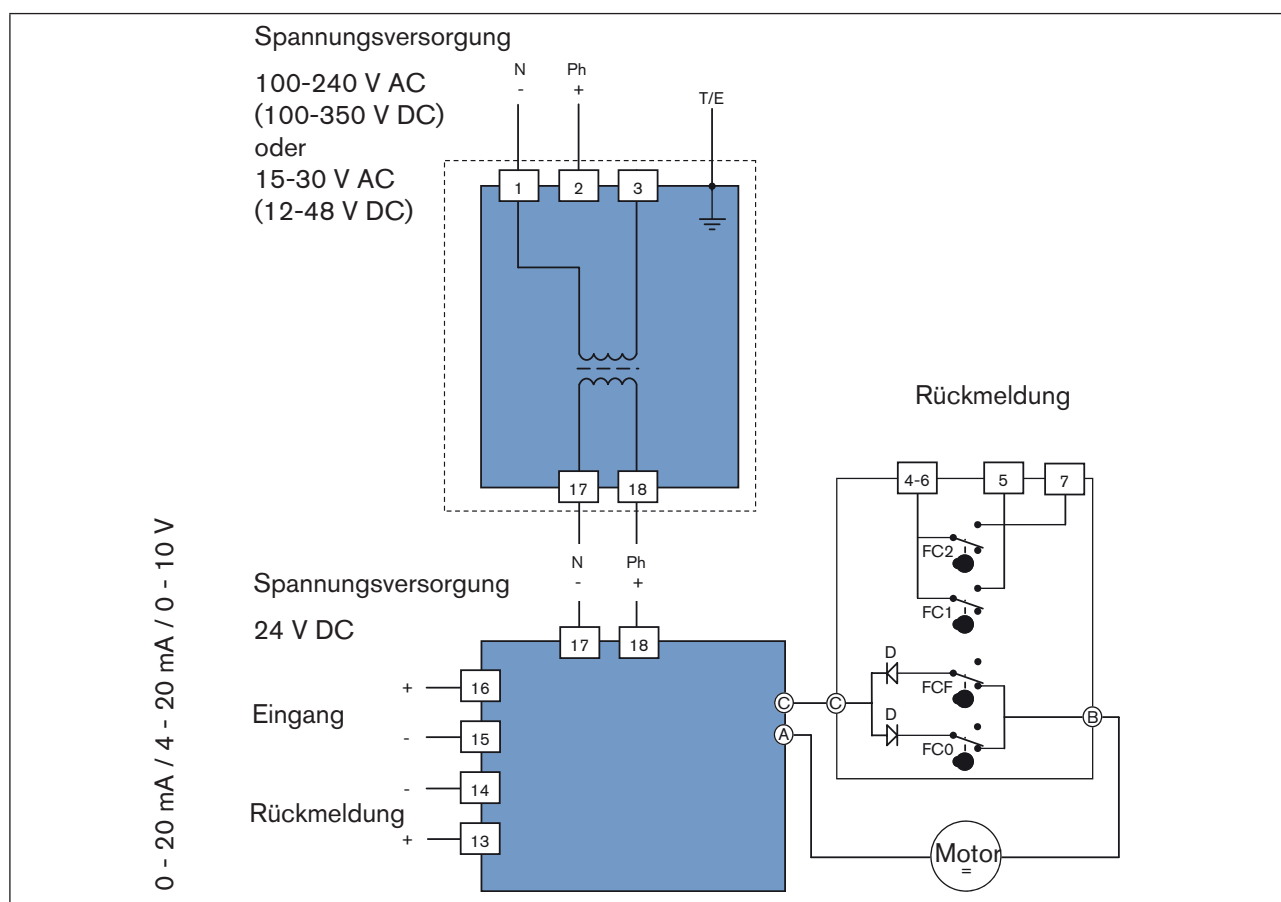 Spannungsversorgung
100-240 V AC
(100-350 V DC)
oder
15-30 V AC
(12-48 V DC)
N
-
Ph
+
T/E
1
2
3
17
18
N
-
Ph
+
Spannungsversorgung
24 V DC
17
18
0 - 20 mA / 4 - 20 mA / 0 - 10 V
+
16
Eingang
-
15
-
14
Rückmeldung
+
13
C
A
Rückmeldung
4-6
5
7
FC2
FC1
D
FCF
C
D
FC0
B
Motor
=